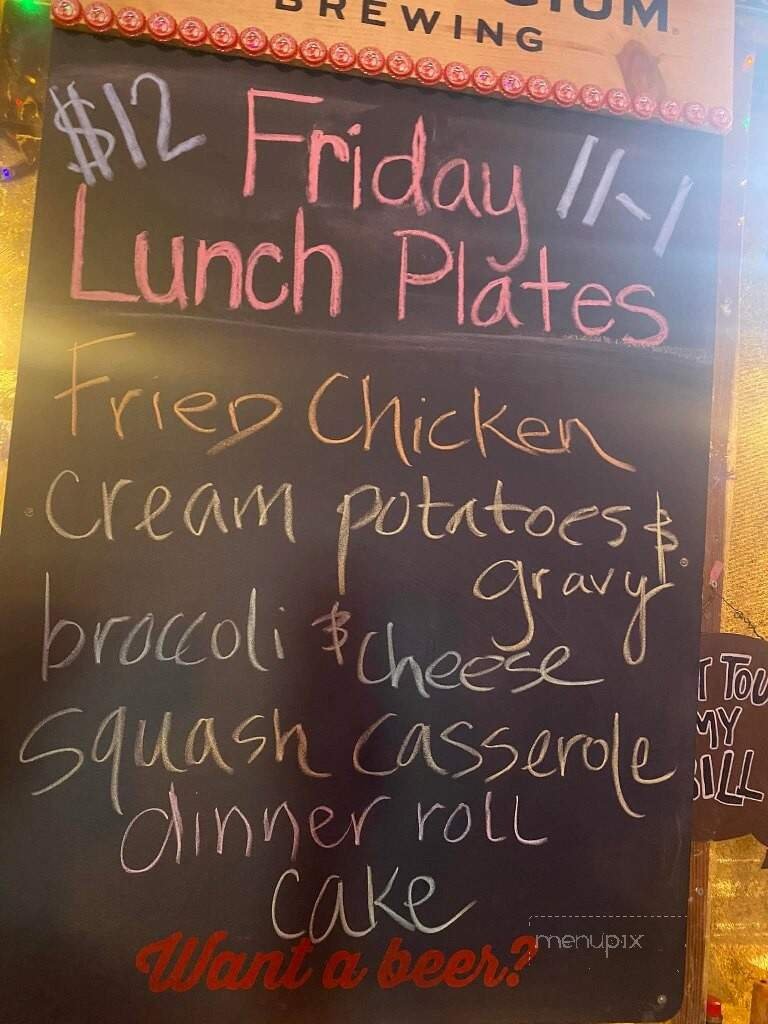 BREWING
$12 Friday 11-1
Lunch Plates
Fried Chicken
Cream potatoes &
gravy
broccoli & cheese
Squash casserole
dinner roll
cake
Want a beer?
menupix
MY